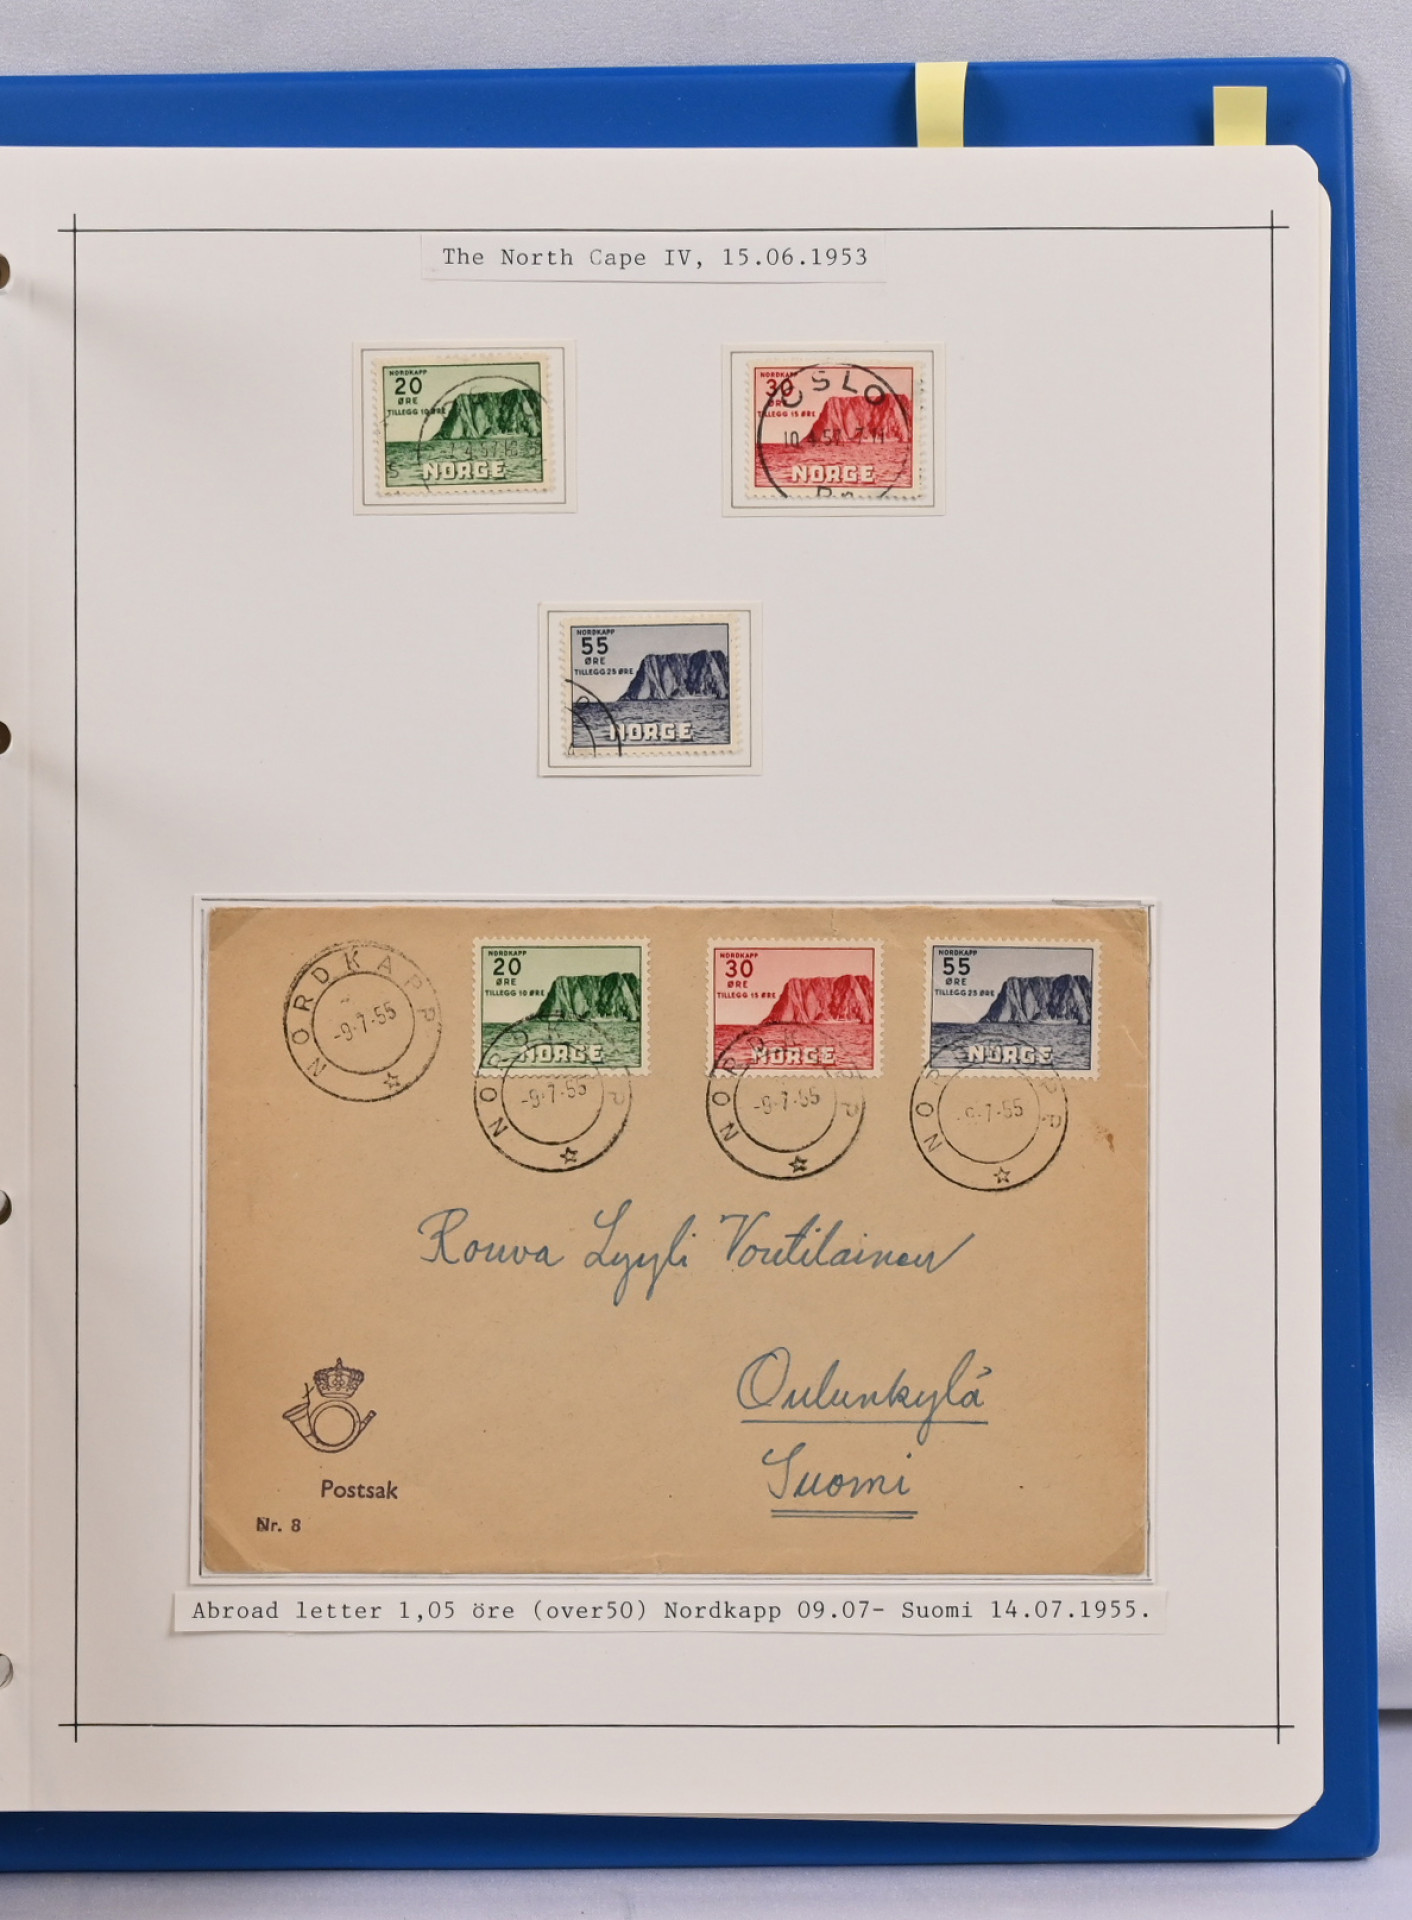 The North Cape IV, 15.06.1953
NORDKAPP
20
ØRE
TILLEGG 10 ØRE
NORGE
NORDKAPP
30
ØRE
TILLEGG 15 ØRE
NORGE
OSLO
NORDKAPP
55
ØRE
TILLEGG 25 ØRE
NORGE
NORDKAPP
-9-7-55
NORDKAPP
20
ØRE
TILLEGG 10 ØRE
NORGE
NORDKAPP
-9-7-55
NORDKAPP
30
ØRE
TILLEGG 15 ØRE
NORGE
NORDKAPP
-9-7-55
NORDKAPP
55
ØRE
TILLEGG 25 ØRE
NORGE
NORDKAPP
-9-7-55
Rouva Lyyli Voutilainen
Oulunkylä
Suomi
Postsak
Nr. 8
Abroad letter 1,05 öre (over50) Nordkapp 09.07- Suomi 14.07.1955.